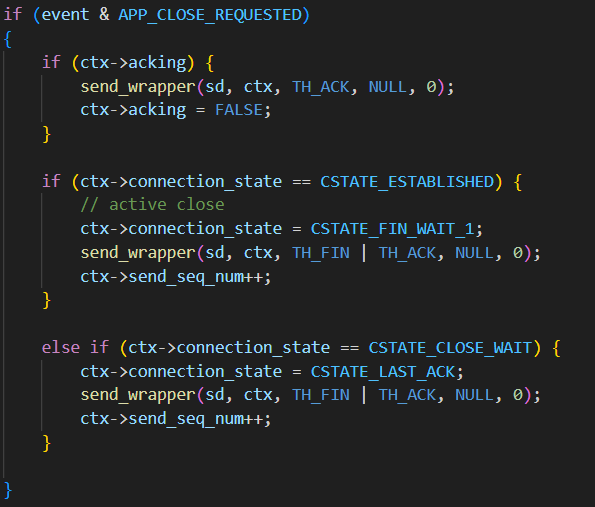 if (event & APP_CLOSE_REQUESTED)
{
    if (ctx->acking) {
        send_wrapper(sd, ctx, TH_ACK, NULL, 0);
        ctx->acking = FALSE;
    }

    if (ctx->connection_state == CSTATE_ESTABLISHED) {
        // active close
        ctx->connection_state = CSTATE_FIN_WAIT_1;
        send_wrapper(sd, ctx, TH_FIN | TH_ACK, NULL, 0);
        ctx->send_seq_num++;
    }

    else if (ctx->connection_state == CSTATE_CLOSE_WAIT) {
        ctx->connection_state = CSTATE_LAST_ACK;
        send_wrapper(sd, ctx, TH_FIN | TH_ACK, NULL, 0);
        ctx->send_seq_num++;
    }

}